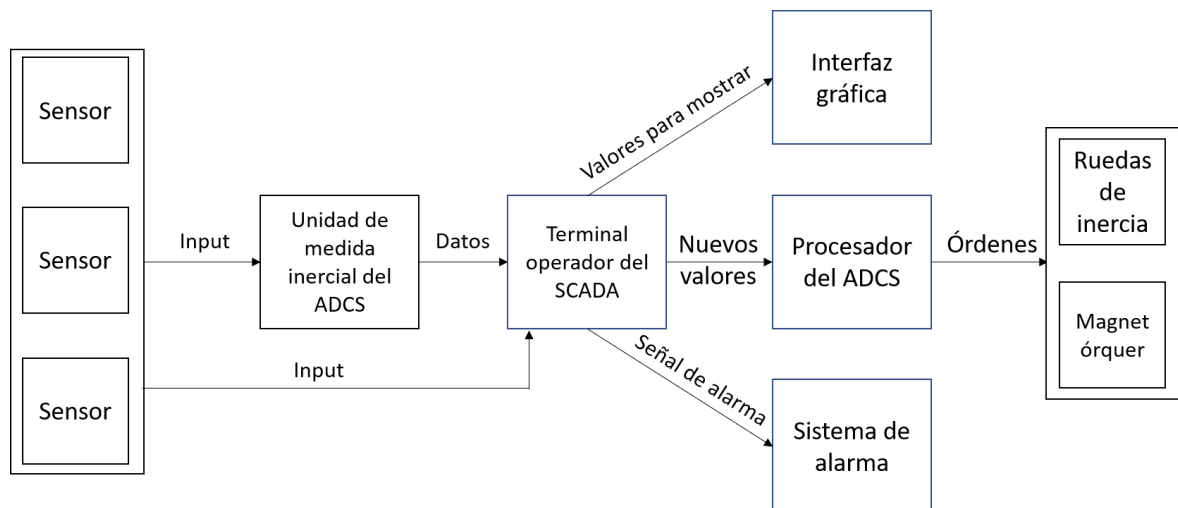 Sensor
Sensor
Sensor
Input
Input
Unidad de
medida
inercial del
ADCS
Datos
Terminal
operador del
SCADA
Valores para mostrar
Nuevos
valores
Señal de alarma
Interfaz
gráfica
Procesador
del ADCS
Sistema de
alarma
Órdenes
Ruedas
de
inercia
Magnet
órquer